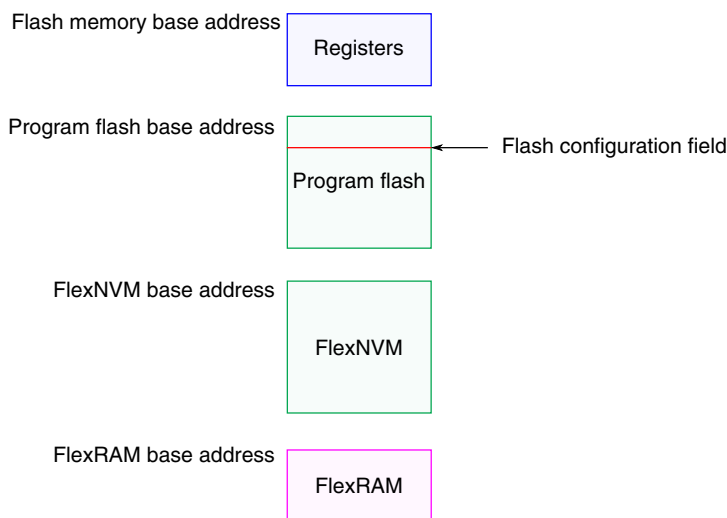 Flash memory base address
Registers
Program flash base address
Flash configuration field
Program flash
FlexNVM base address
FlexNVM
FlexRAM base address
FlexRAM